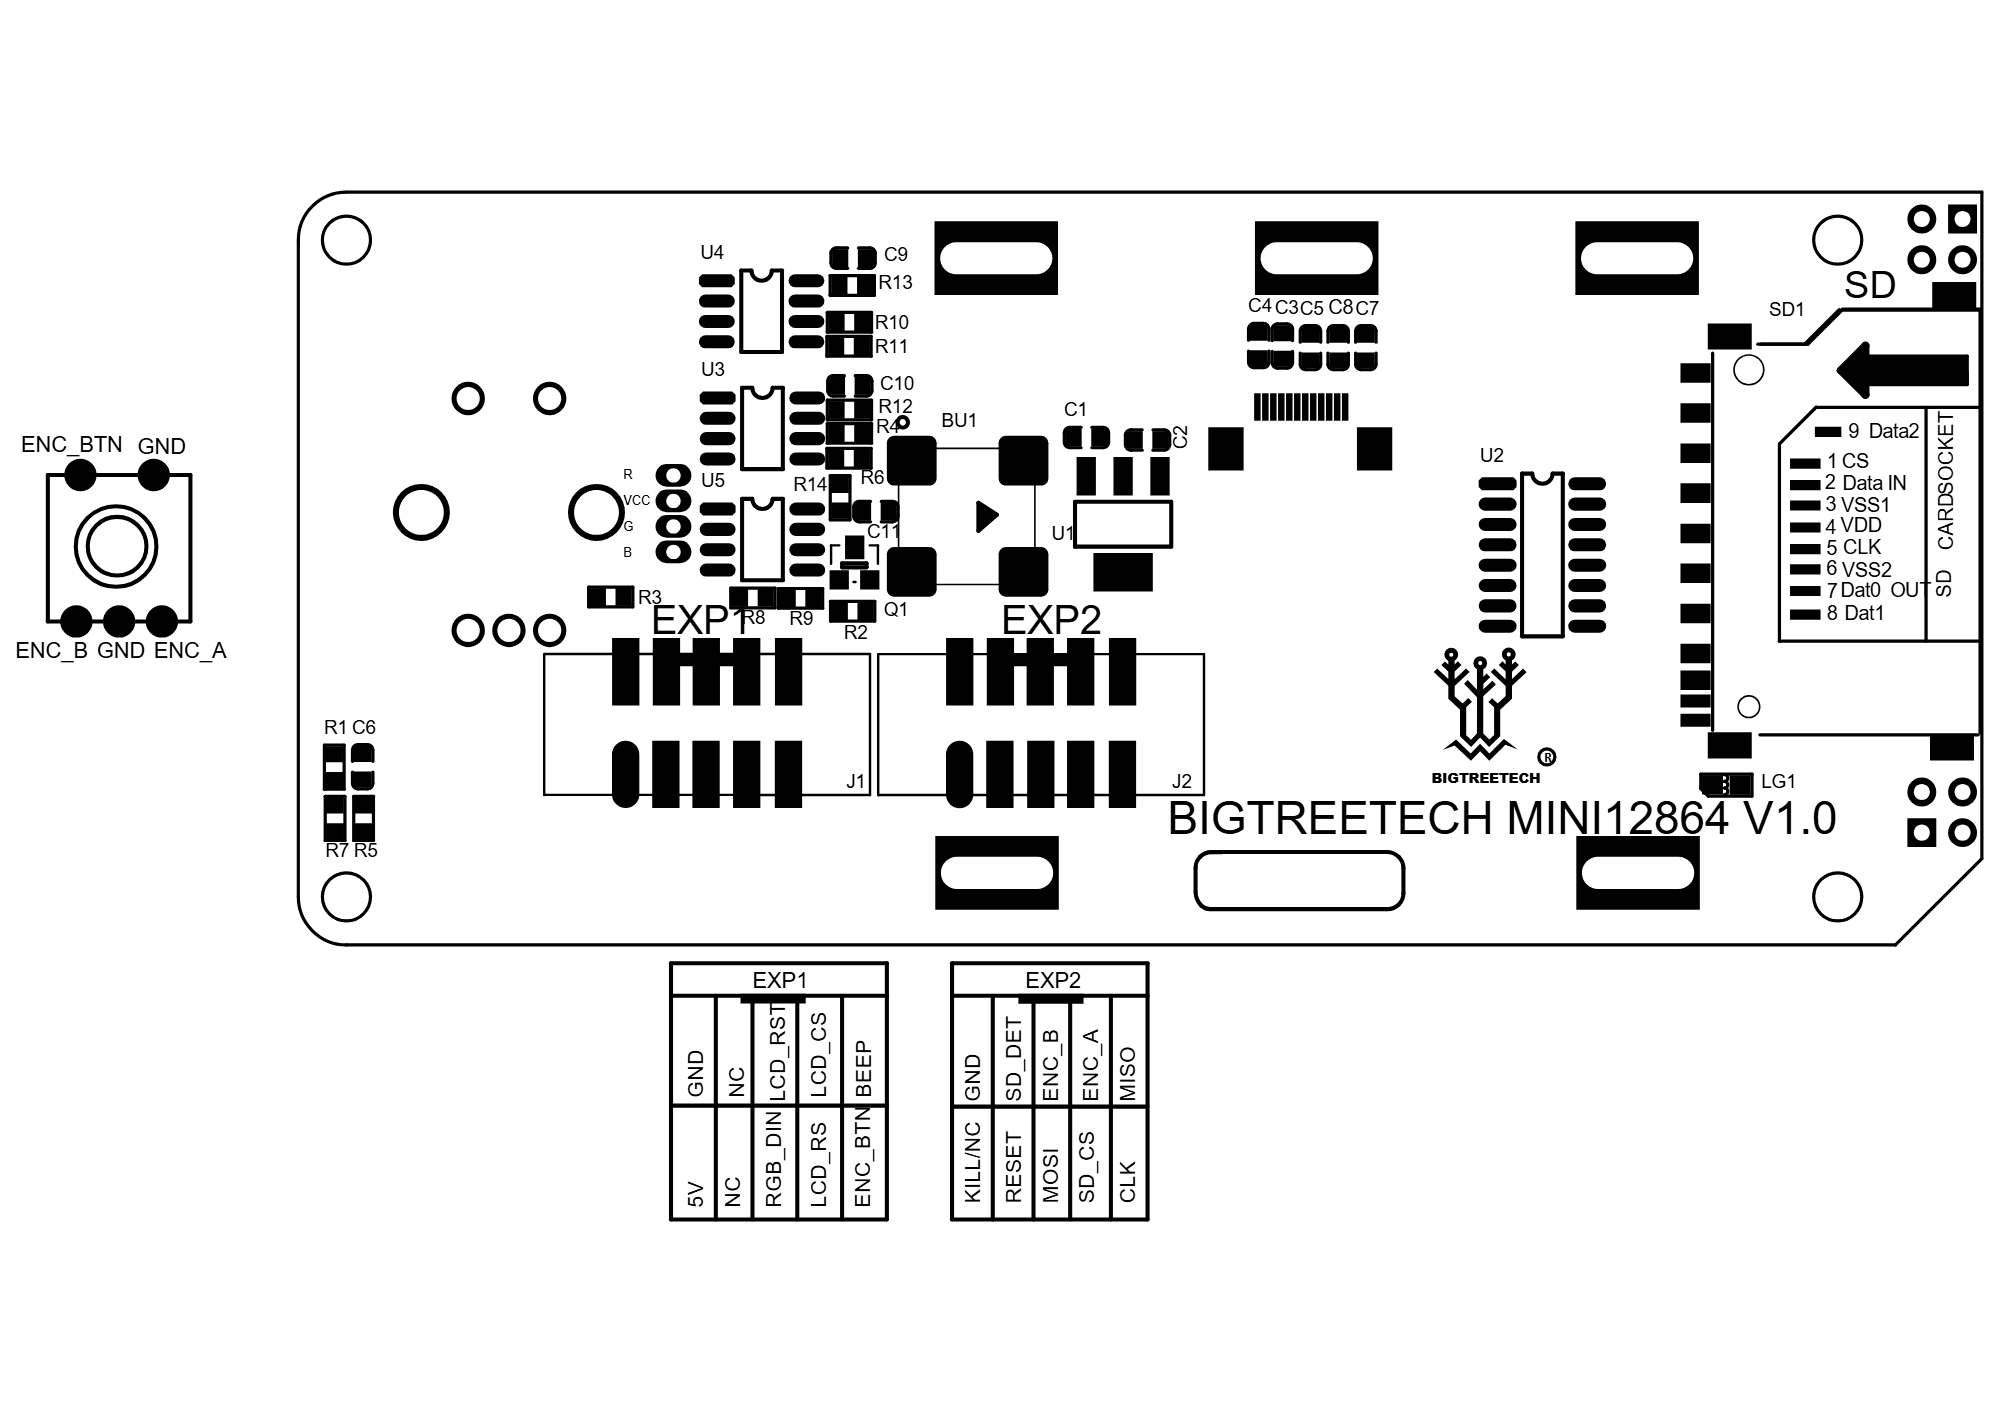 U4
C9
R13
R10
R11
U3
C10
R12
R4
R6
U5
R14
C11
R
VCC
G
B
BU1
C1
C2
U1
Q1
R3
R8
R9
R2
C4 C3 C5 C8 C7
U2
SD
SD1
9 Data2
1 CS
2 Data IN
3 VSS1
4 VDD
5 CLK
6 VSS2
7 Dat0 OUT
8 Dat1
SD CARDSOCKET
ENC_BTN GND
ENC_B GND ENC_A
EXP1
EXP2
J1
J2
R1 C6
R7 R5
®
BIGTREETECH
LG1
BIGTREETECH MINI12864 V1.0
EXP1
GND
NC
LCD_RST
LCD_CS
BEEP
5V
NC
RGB_DIN
LCD_RS
ENC_BTN
EXP2
GND
SD_DET
ENC_B
ENC_A
MISO
KILL/NC
RESET
MOSI
SD_CS
CLK